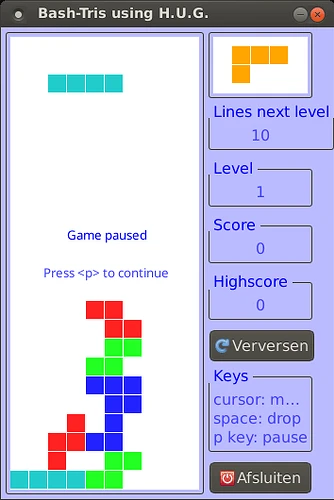 Bash-Tris using H.U.G.
Lines next level
10
Level
1
Score
0
Game paused
Press <p> to continue
Highscore
0
Verversen
Keys
cursor: m...
space: drop
p key: pause
Afsluiten